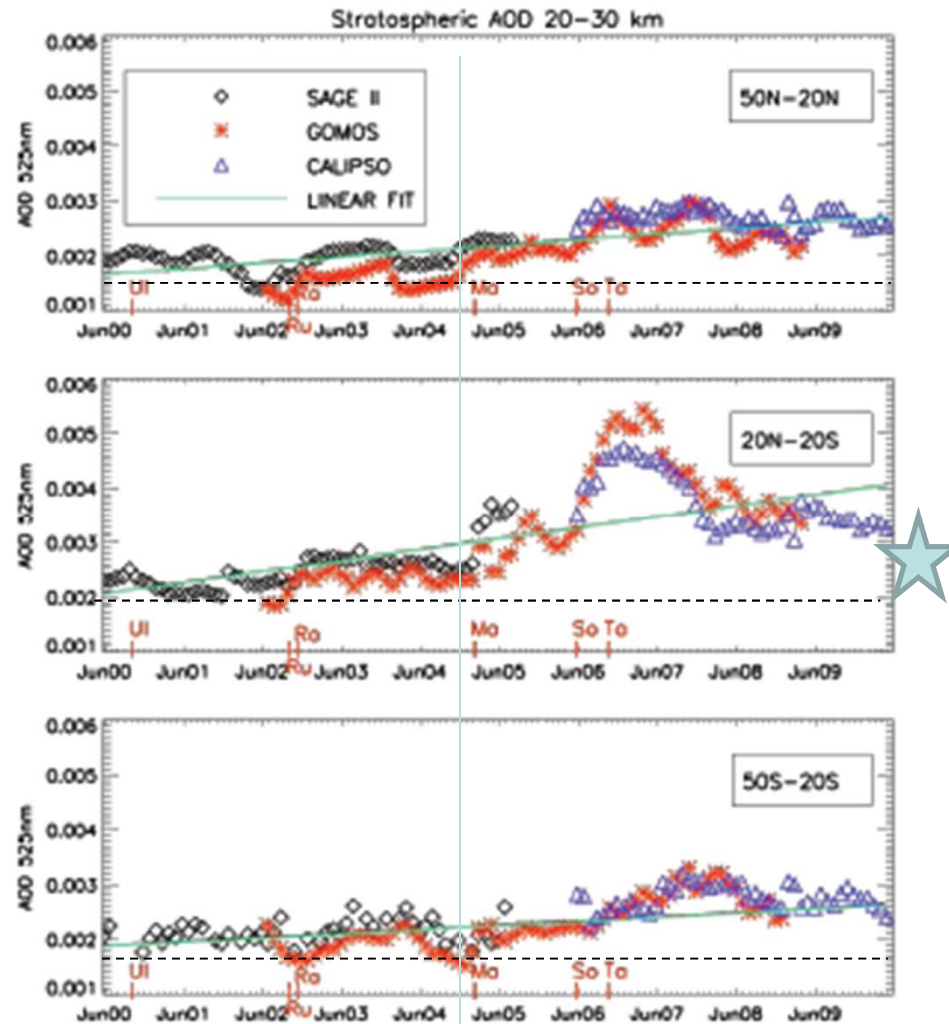 Stratospheric AOD 20-30 km
0.006
0.005
0.004
0.003
0.002
0.001
AOD 525nm
SAGE II
GOMOS
CALIPSO
LINEAR FIT
50N-20N
Ul
Ru
Ra
Ma
So
Ta
Jun00 Jun01 Jun02 Jun03 Jun04 Jun05 Jun06 Jun07 Jun08 Jun09
0.006
0.005
0.004
0.003
0.002
0.001
AOD 525nm
20N-20S
Ul
Ru
Ra
Ma
So
Ta
Jun00 Jun01 Jun02 Jun03 Jun04 Jun05 Jun06 Jun07 Jun08 Jun09
0.006
0.005
0.004
0.003
0.002
0.001
AOD 525nm
50S-20S
Ul
Ru
Ra
Ma
So
Ta
Jun00 Jun01 Jun02 Jun03 Jun04 Jun05 Jun06 Jun07 Jun08 Jun09